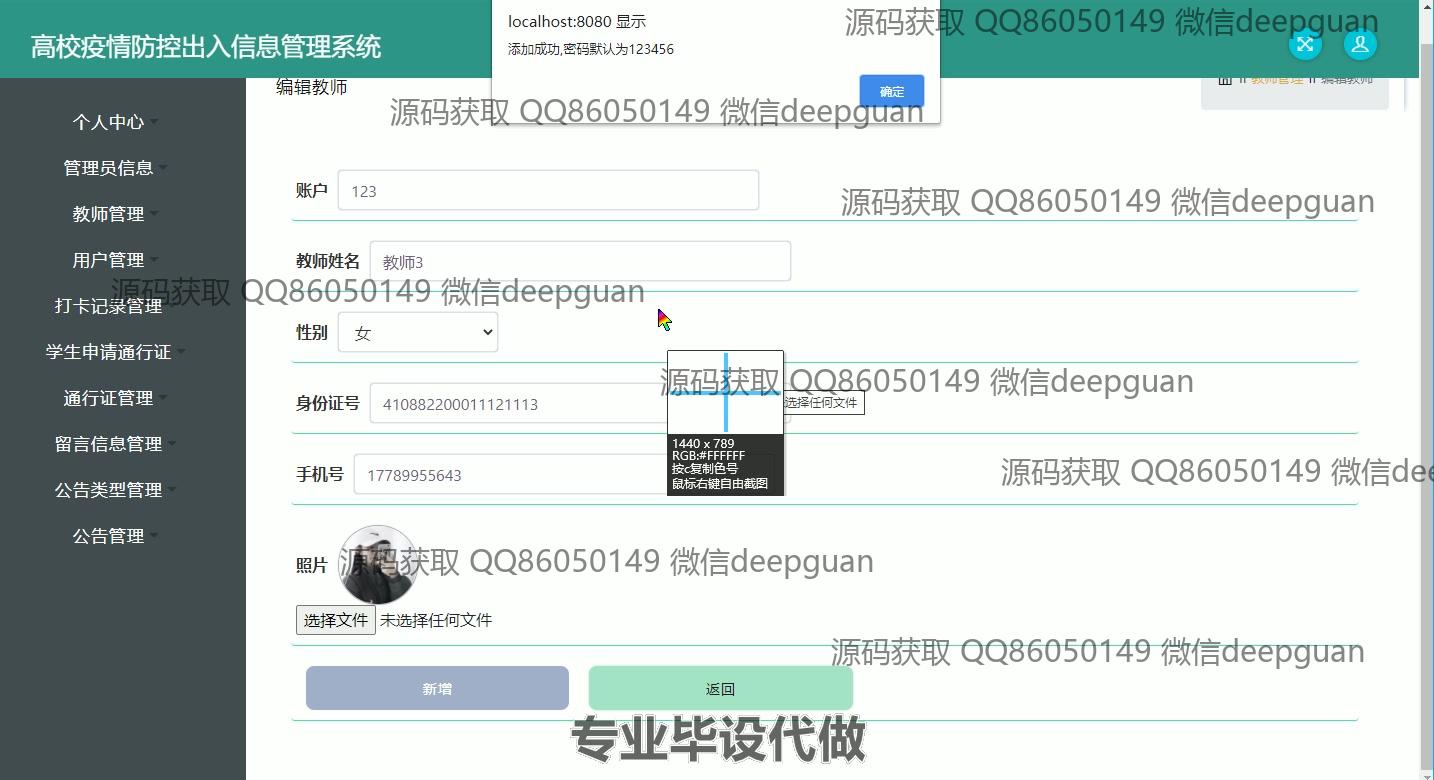 localhost:8080 显示
添加成功,密码默认为123456
确定
源码获取 QQ86050149 微信deepguan
高校疫情防控出入信息管理系统
编辑教师
教师管理 编辑教师
源码获取 QQ86050149 微信deepguan
个人中心
管理员信息
教师管理
用户管理
打卡记录管理
学生申请通行证
通行证管理
留言信息管理
公告类型管理
公告管理
账户 123
源码获取 QQ86050149 微信deepguan
教师姓名 教师3
源码获取 QQ86050149 微信deepguan
性别 女
源码获取 QQ86050149 微信deepguan
身份证号 410882200011121113
选择任何文件
1440 x 789
RGB:#FFFFFF
按c复制色号
鼠标右键自由截图
手机号 17789955643
源码获取 QQ86050149 微信dee
照片
源码获取 QQ86050149 微信deepguan
选择文件 未选择任何文件
源码获取 QQ86050149 微信deepguan
新增
返回
专业毕设代做